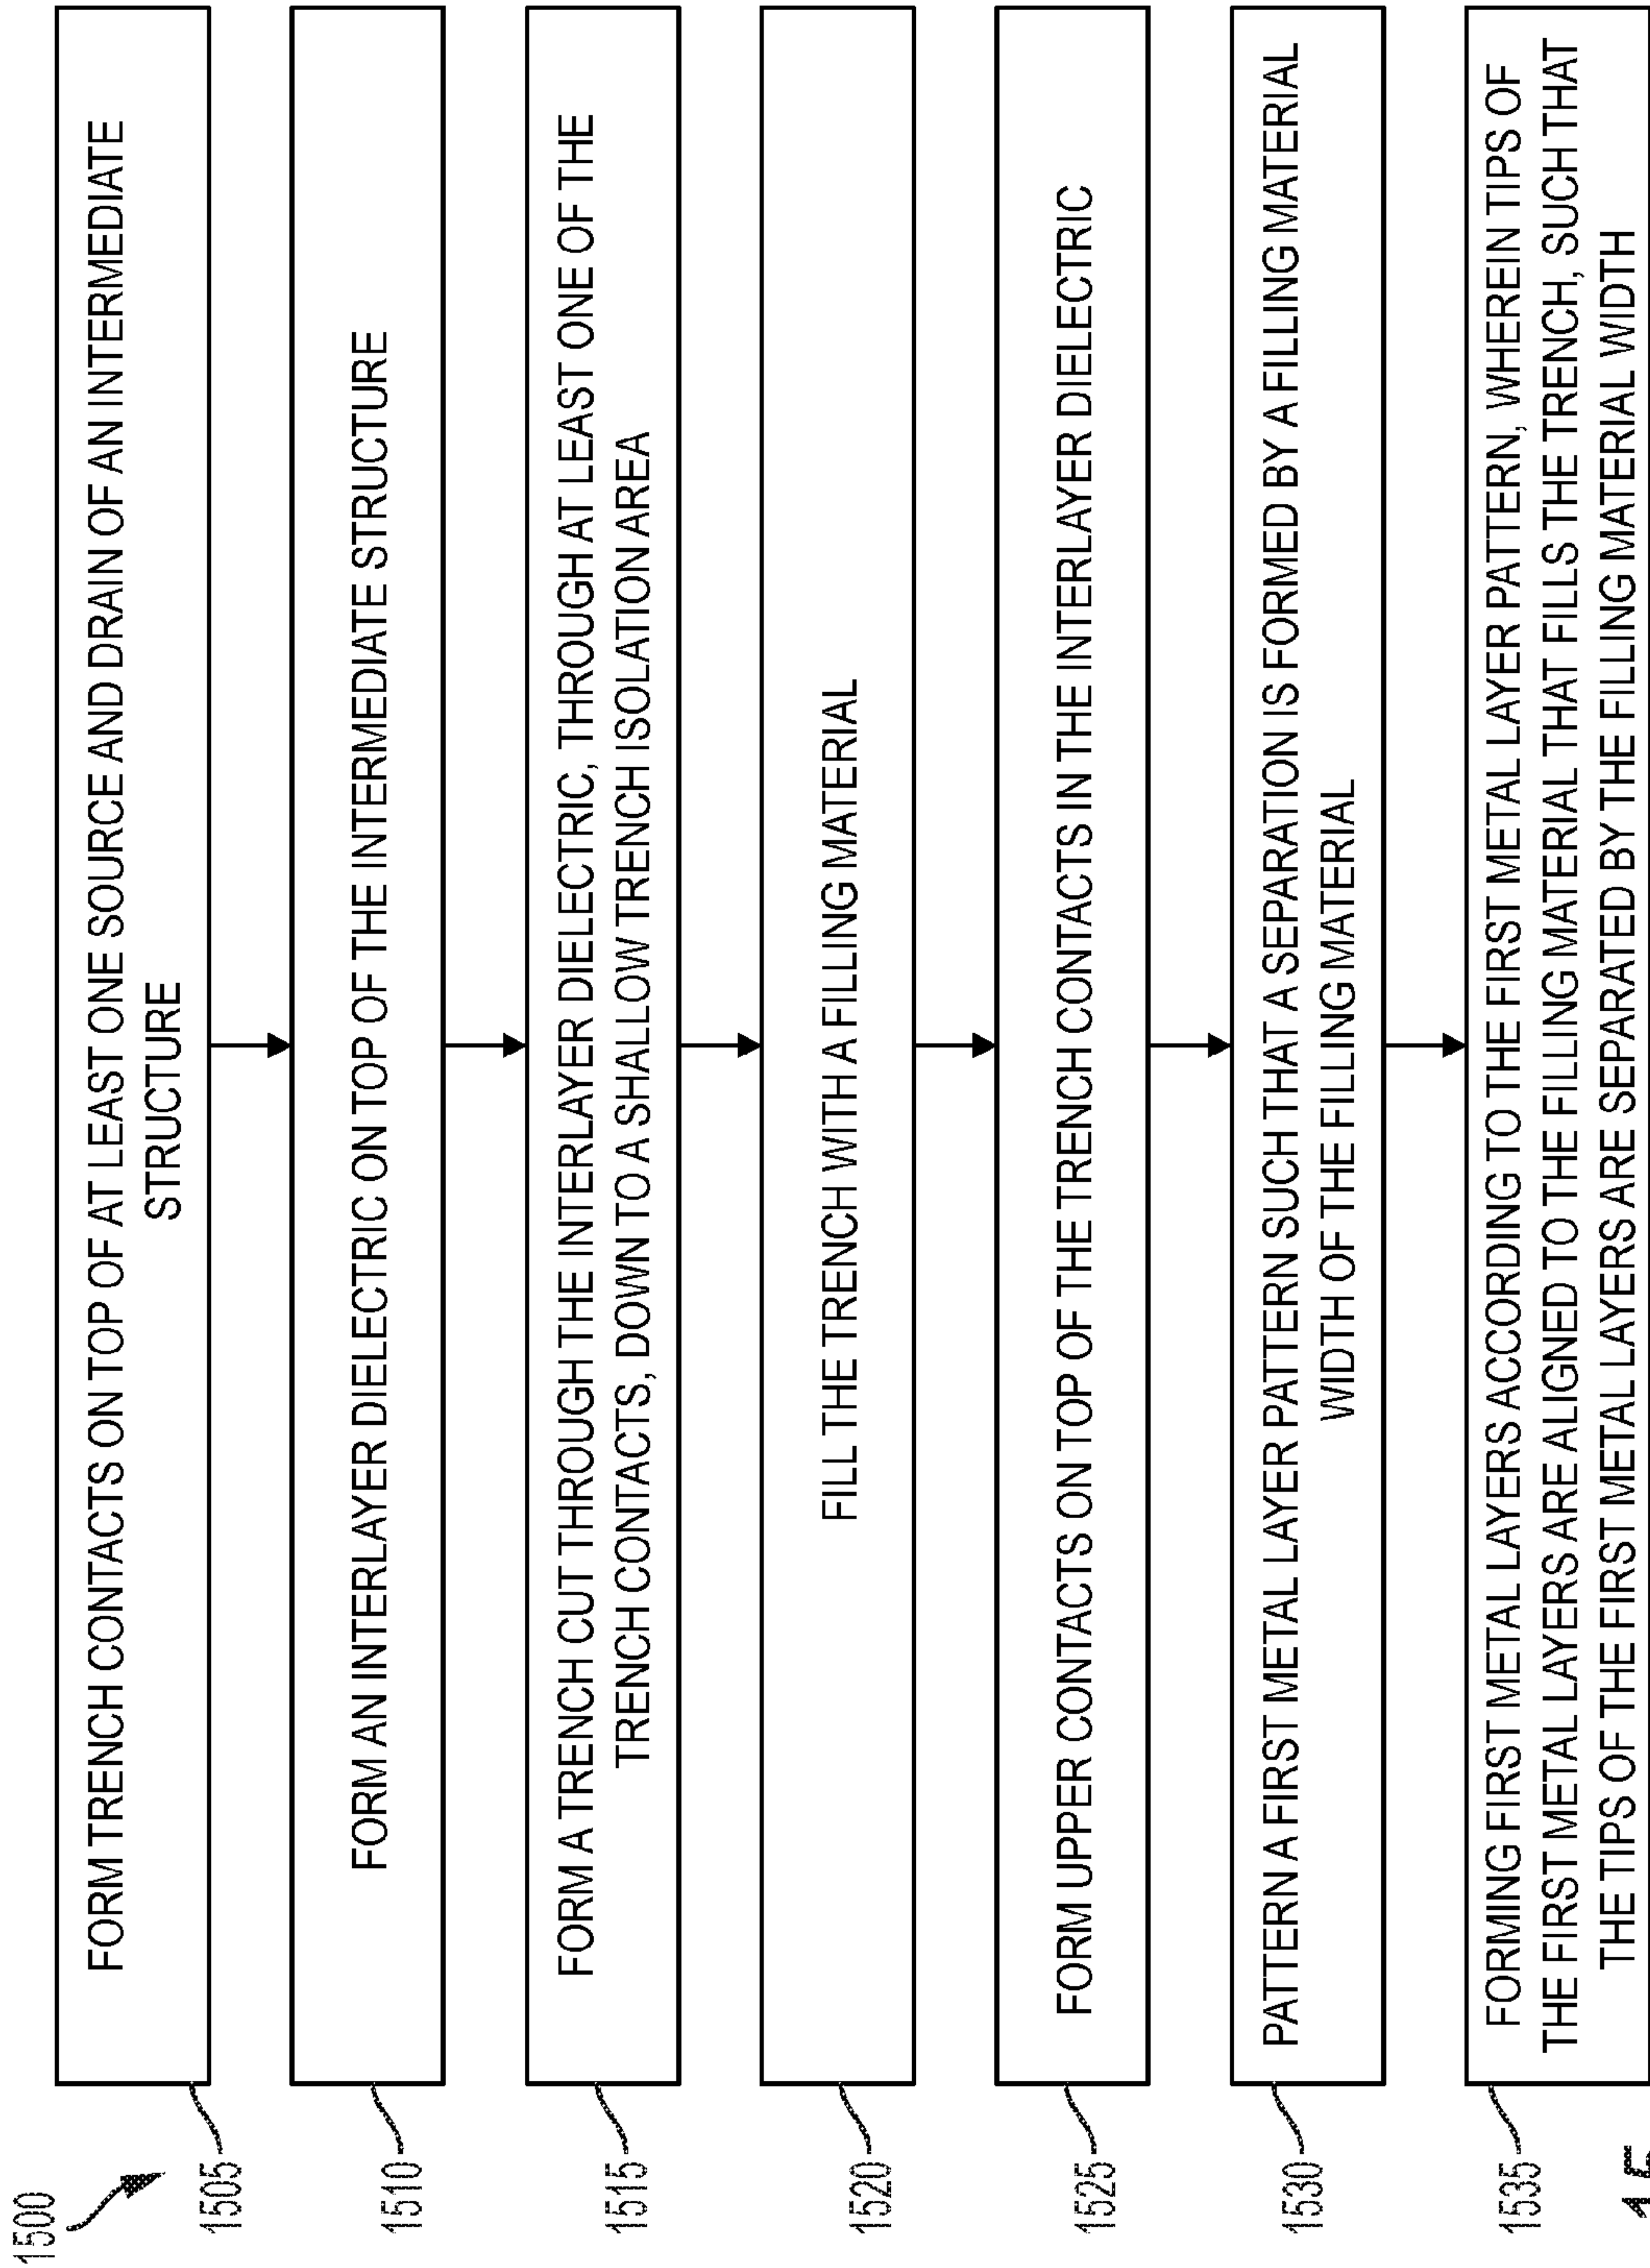 1500
1505
FORM TRENCH CONTACTS ON TOP OF AT LEAST ONE SOURCE AND DRAIN OF AN INTERMEDIATE
STRUCTURE
1510
FORM AN INTERLAYER DIELECTRIC ON TOP OF THE INTERMEDIATE STRUCTURE
1515
FORM A TRENCH CUT THROUGH THE INTERLAYER DIELECTRIC, THROUGH AT LEAST ONE OF THE
TRENCH CONTACTS, DOWN TO A SHALLOW TRENCH ISOLATION AREA
1520
FILL THE TRENCH WITH A FILLING MATERIAL
1525
FORM UPPER CONTACTS ON TOP OF THE TRENCH CONTACTS IN THE INTERLAYER DIELECTRIC
1530
PATTERN A FIRST METAL LAYER PATTERN SUCH THAT A SEPARATION IS FORMED BY A FILLING MATERIAL
WIDTH OF THE FILLING MATERIAL
1535
FORMING FIRST METAL LAYERS ACCORDING TO THE FIRST METAL LAYER PATTERN, WHEREIN TIPS OF
THE FIRST METAL LAYERS ARE ALIGNED TO THE FILLING MATERIAL THAT FILLS THE TRENCH, SUCH THAT
THE TIPS OF THE FIRST METAL LAYERS ARE SEPARATED BY THE FILLING MATERIAL WIDTH